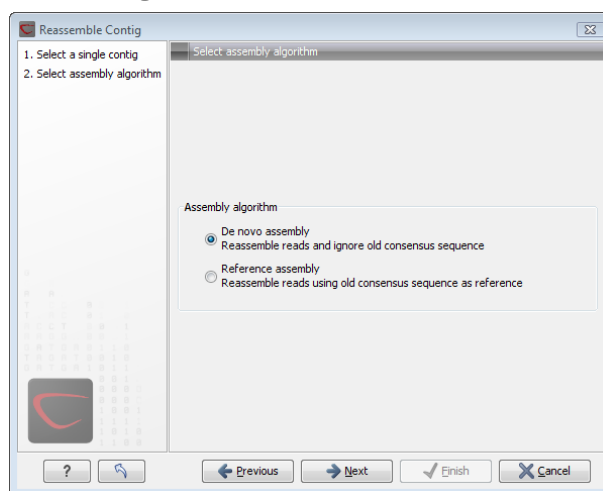 Reassemble Contig
1. Select a single contig
2. Select assembly algorithm
Select assembly algorithm
Assembly algorithm
De novo assembly
Reassemble reads and ignore old consensus sequence
Reference assembly
Reassemble reads using old consensus sequence as reference
?
Previous
Next
Finish
Cancel